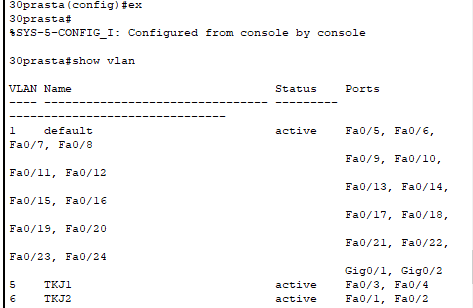 30prasta(config)#ex
30prasta#
%SYS-5-CONFIG_I: Configured from console by console
30prasta#show vlan
VLAN Name Status Ports
---- -------------------------------- --------- 
-------------------------------
1 default active Fa0/5, Fa0/6,
Fa0/7, Fa0/8
Fa0/9, Fa0/10,
Fa0/11, Fa0/12
Fa0/13, Fa0/14,
Fa0/15, Fa0/16
Fa0/17, Fa0/18,
Fa0/19, Fa0/20
Fa0/21, Fa0/22,
Fa0/23, Fa0/24
Gig0/1, Gig0/2
5 TKJ1 active Fa0/3, Fa0/4
6 TKJ2 active Fa0/1, Fa0/2